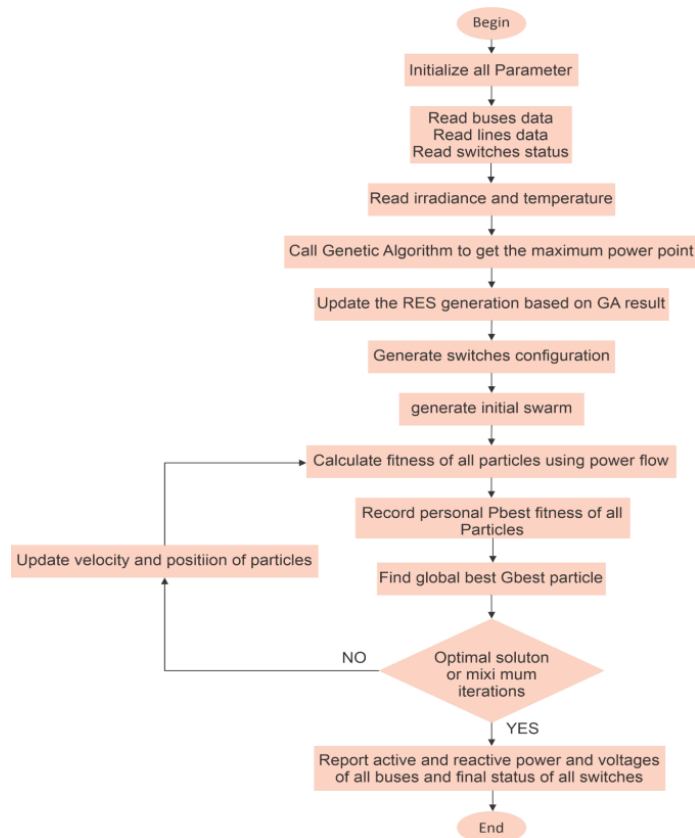 Begin
Initialize all Parameter
Read buses data
Read lines data
Read switches status
Read irradiance and temperature
Call Genetic Algorithm to get the maximum power point
Update the RES generation based on GA result
Generate switches configuration
generate initial swarm
Calculate fitness of all particles using power flow
Record personal Pbest fitness of all
Particles
Update velocity and positiion of particles
Find global best Gbest particle
NO
Optimal soluton
or mixi mum
iterations
YES
Report active and reactive power and voltages
of all buses and final status of all switches
End